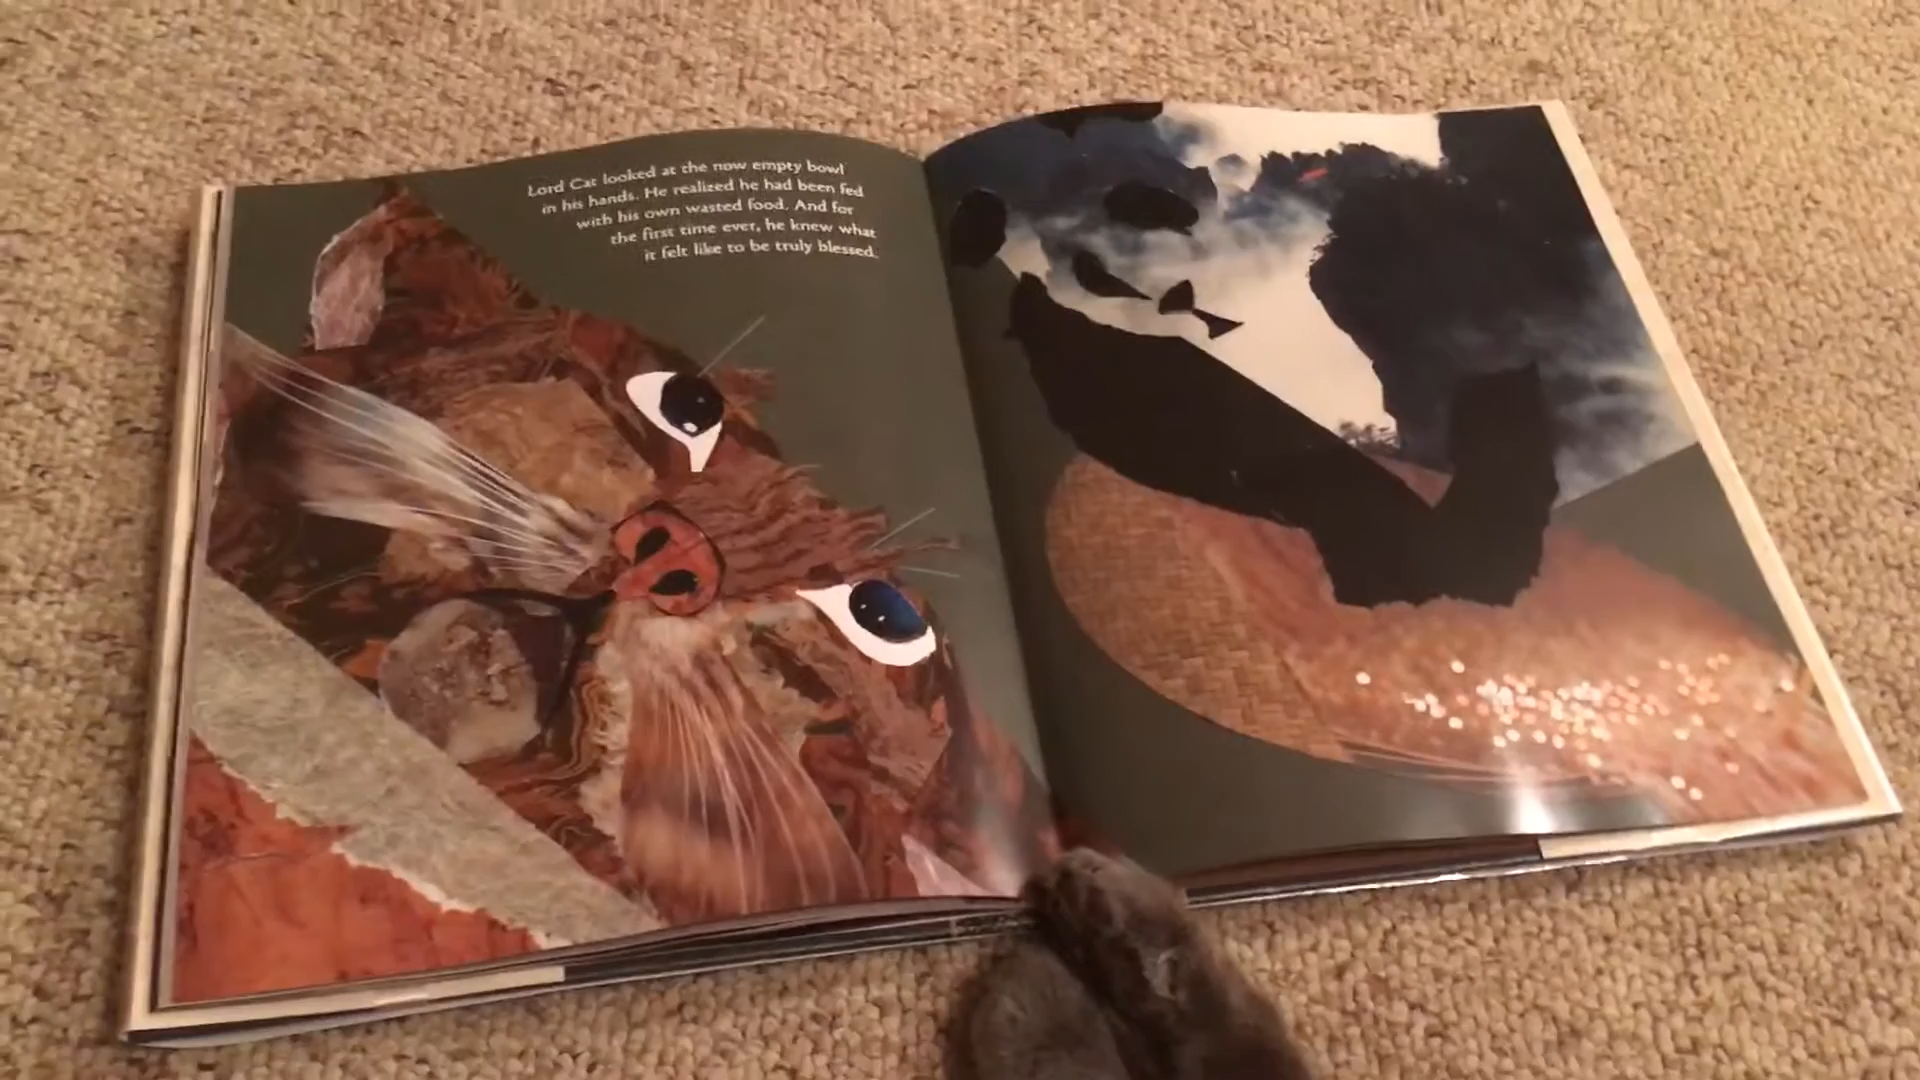 Lord Cat looked at the now empty bowl
in his hands. He realized he had been fed
with his own wasted food. And for
the first time ever, he knew what
it felt like to be truly blessed.